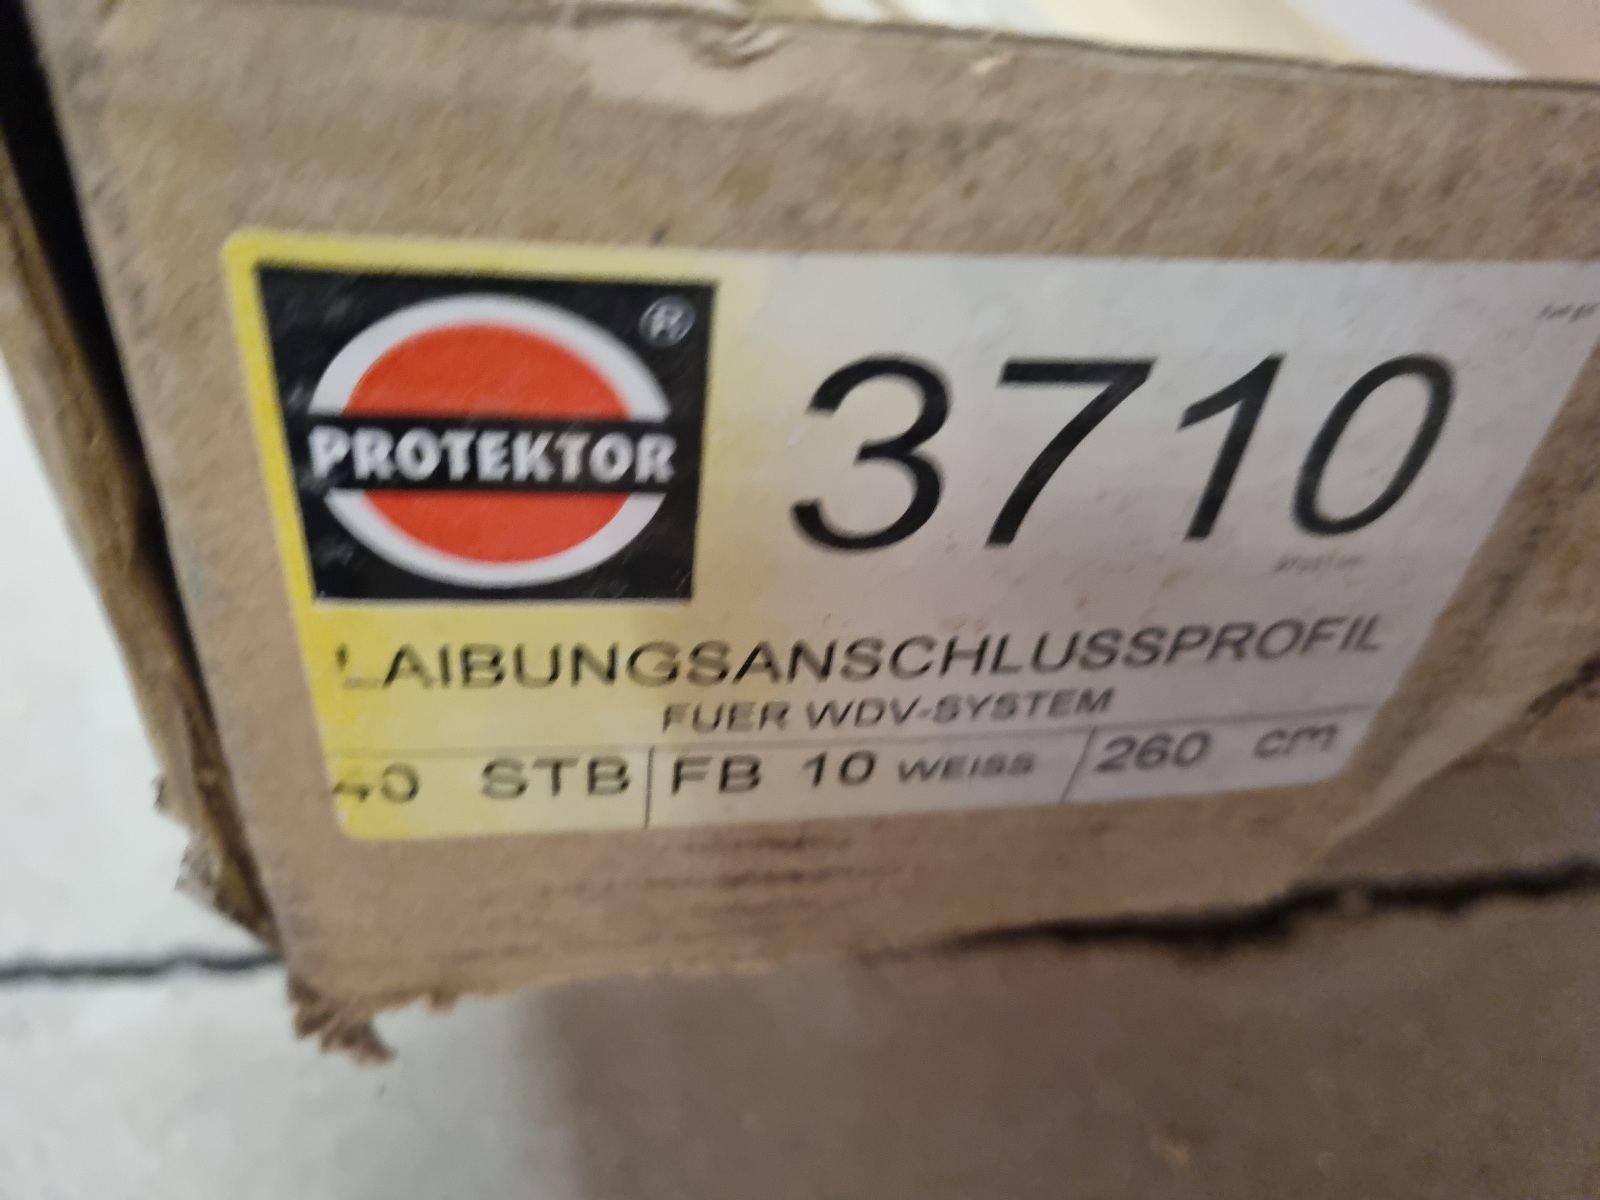 PROTEKTOR ®
3710
LAIBUNGSANSCHLUSSPROFIL
FUER WDV-SYSTEM
40 STB FB 10 WEISS 260 cm